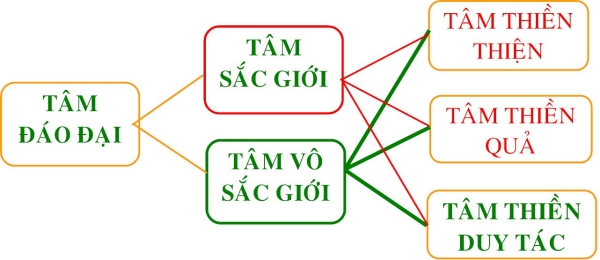 TÂM
ĐÁO ĐẠI
TÂM
SẮC GIỚI
TÂM VÔ
SẮC GIỚI
TÂM THIỀN
THIỆN
TÂM THIỀN
QUẢ
TÂM THIỀN
DUY TÁC